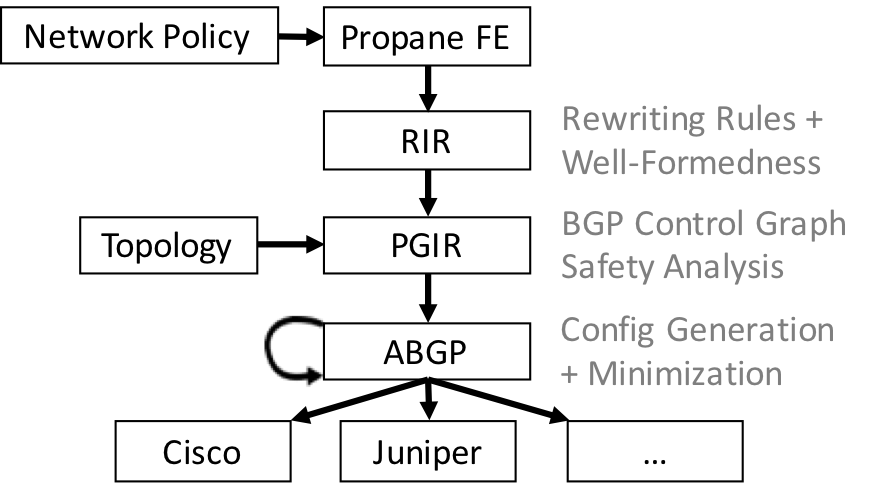 Network Policy
Propane FE
RIR
Rewriting Rules +
Well-Formedness
Topology
PGIR
BGP Control Graph
Safety Analysis
ABGP
Config Generation
+ Minimization
Cisco
Juniper
...